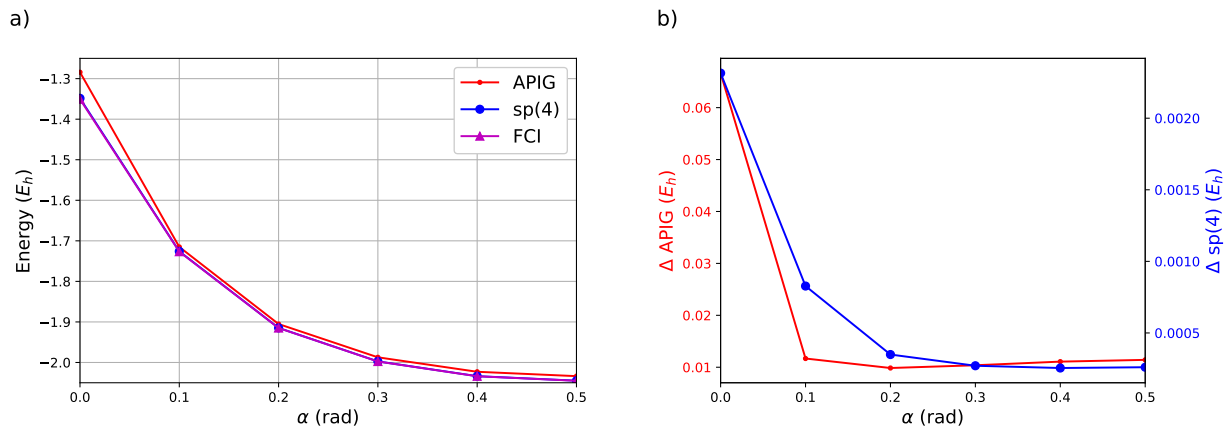 a)
Energy (E_h)
−1.3
−1.4
−1.5
−1.6
−1.7
−1.8
−1.9
−2.0
0.0 0.1 0.2 0.3 0.4 0.5
α (rad)
APIG
sp(4)
FCI
b)
Δ APIG (E_h)
0.06
0.05
0.04
0.03
0.02
0.01
0.0 0.1 0.2 0.3 0.4 0.5
α (rad)
0.0020
0.0015
0.0010
0.0005
Δ sp(4) (E_h)